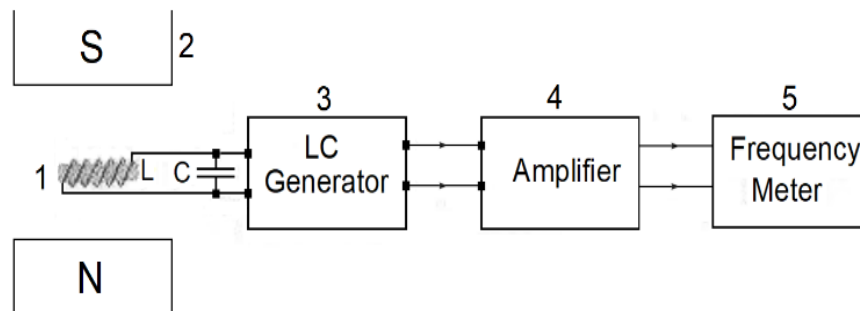 S
2
3
4
5
1
L
C
LC
Generator
Amplifier
Frequency
Meter
N